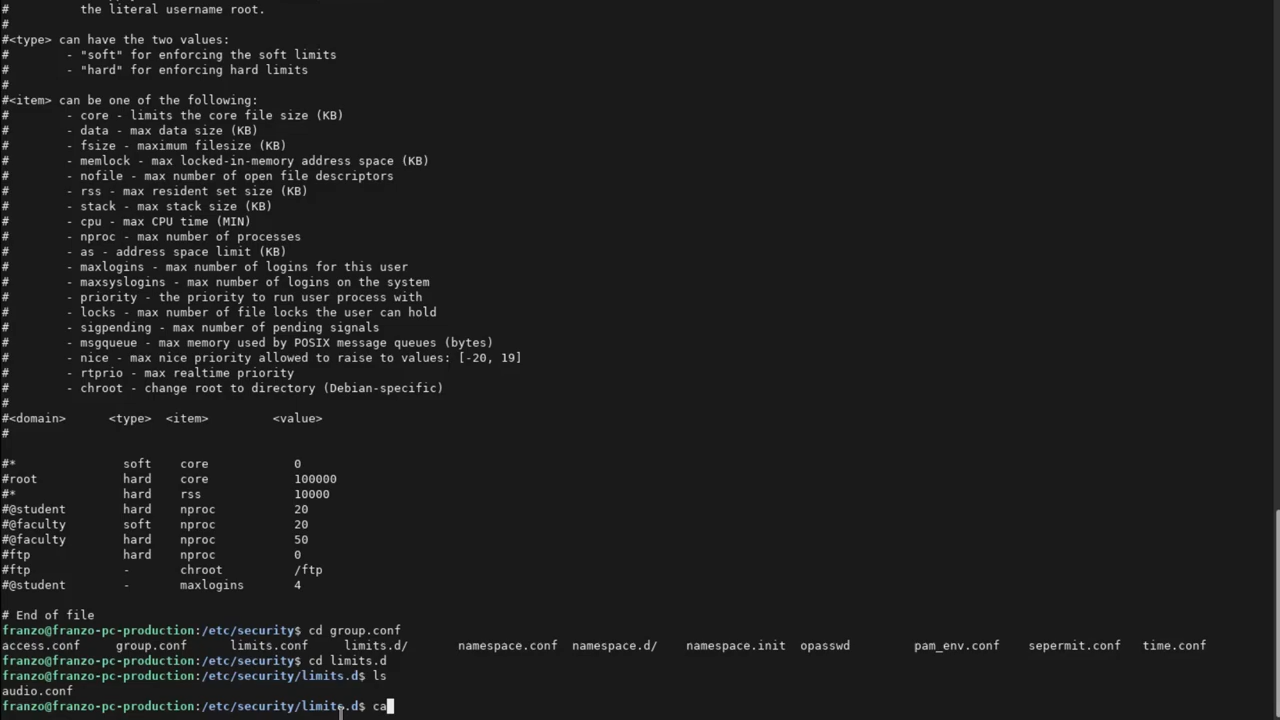 #          the literal username root.
#
#<type> can have the two values:
#        - "soft" for enforcing the soft limits
#        - "hard" for enforcing hard limits
#
#<item> can be one of the following:
#        - core - limits the core file size (KB)
#        - data - max data size (KB)
#        - fsize - maximum filesize (KB)
#        - memlock - max locked-in-memory address space (KB)
#        - nofile - max number of open file descriptors
#        - rss - max resident set size (KB)
#        - stack - max stack size (KB)
#        - cpu - max CPU time (MIN)
#        - nproc - max number of processes
#        - as - address space limit (KB)
#        - maxlogins - max number of logins for this user
#        - maxsyslogins - max number of logins on the system
#        - priority - the priority to run user process with
#        - locks - max number of file locks the user can hold
#        - sigpending - max number of pending signals
#        - msgqueue - max memory used by POSIX message queues (bytes)
#        - nice - max nice priority allowed to raise to values: [-20, 19]
#        - rtprio - max realtime priority
#        - chroot - change root to directory (Debian-specific)
#
#<domain>      <type>  <item>         <value>
#
#*               soft    core            0
#root            hard    core            100000
#*               hard    rss             10000
#@student        hard    nproc           20
#@faculty        soft    nproc           20
#@faculty        hard    nproc           50
#ftp             hard    nproc           0
#ftp             -       chroot          /ftp
#@student        -       maxlogins       4
# End of file
franzo@franzo-pc-production:/etc/security$ cd group.conf
access.conf     group.conf      limits.conf     limits.d/       namespace.conf  namespace.d/    namespace.init  opasswd         pam_env.conf    sepermit.conf   time.conf
franzo@franzo-pc-production:/etc/security$ cd limits.d
franzo@franzo-pc-production:/etc/security/limits.d$ ls
audio.conf
franzo@franzo-pc-production:/etc/security/limits.d$ ca